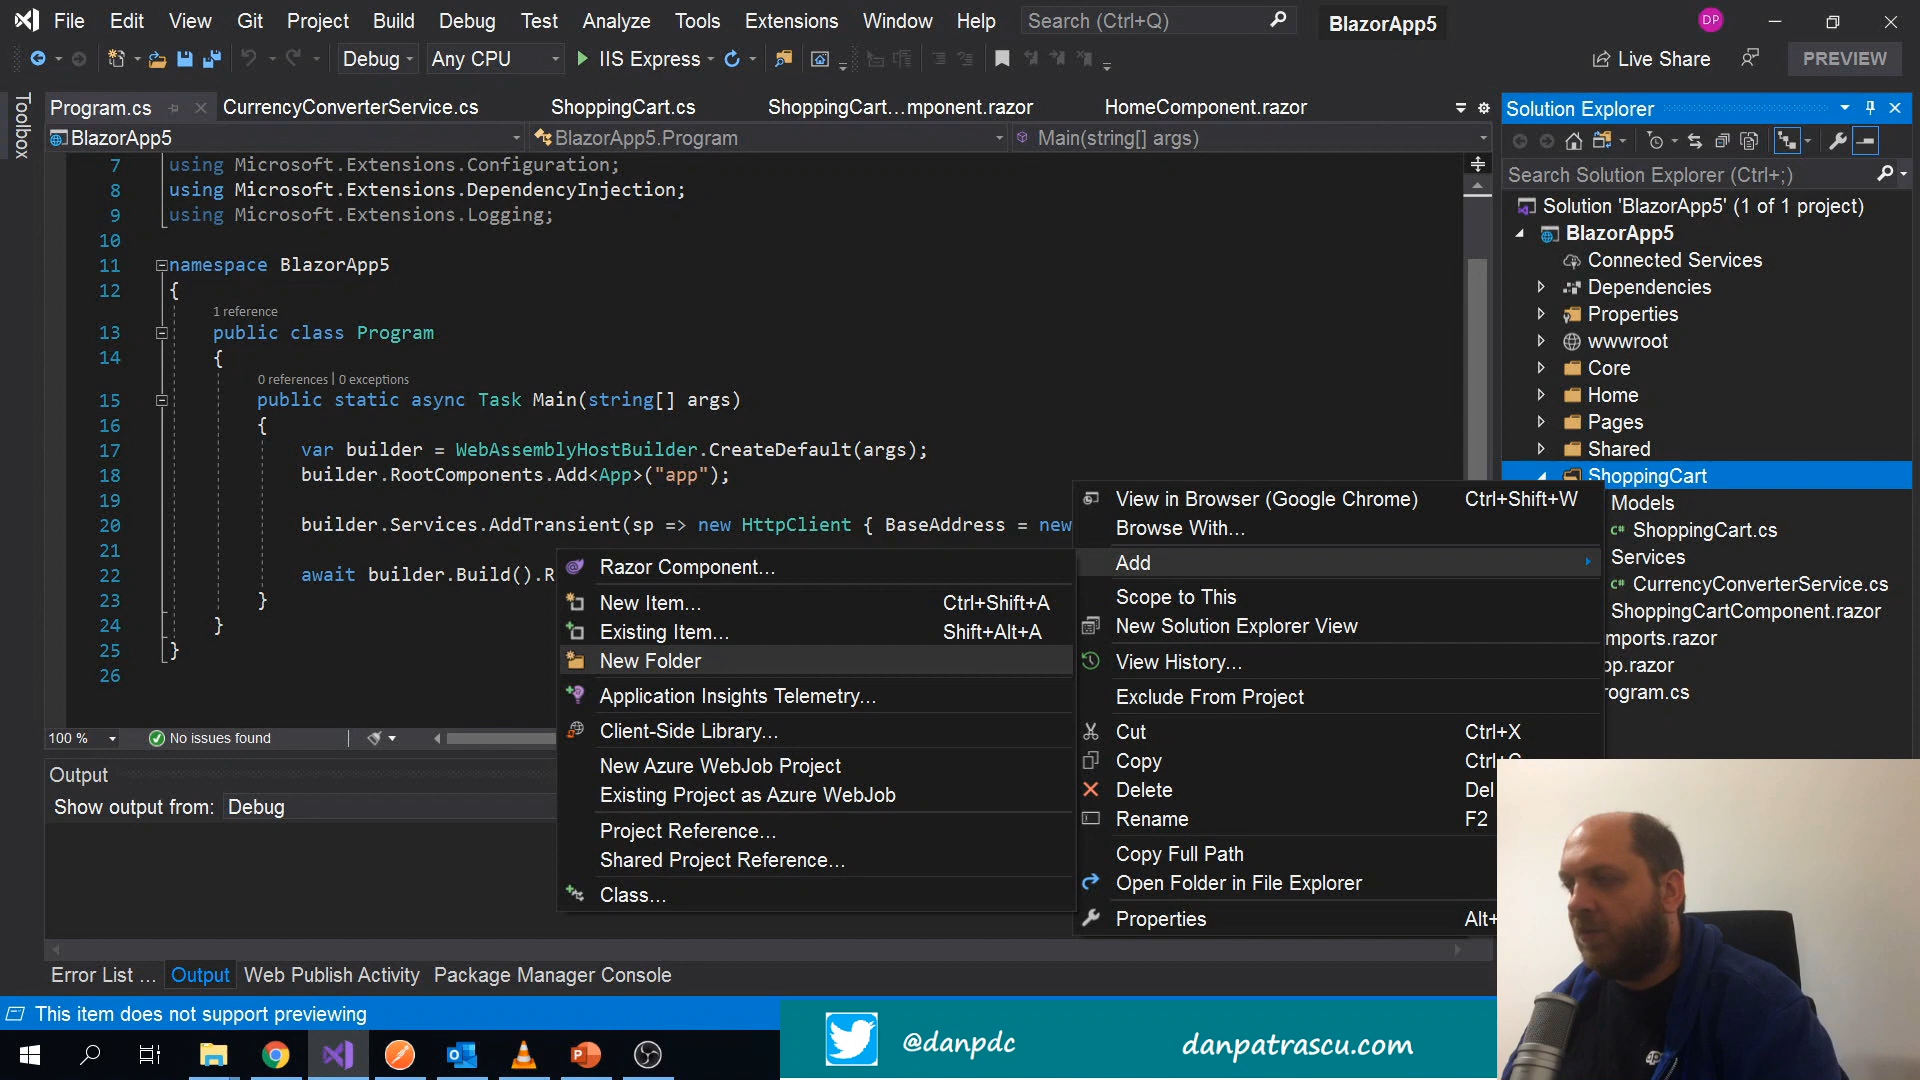 File Edit View Git Project Build Debug Test Analyze Tools Extensions Window Help Search (Ctrl+Q) BlazorApp5 DP
Debug Any CPU IIS Express Live Share PREVIEW
Toolbox
Program.cs CurrencyConverterService.cs ShoppingCart.cs ShoppingCart...mponent.razor HomeComponent.razor
BlazorApp5 BlazorApp5.Program Main(string[] args)
7 using Microsoft.Extensions.Configuration;
8 using Microsoft.Extensions.DependencyInjection;
9 using Microsoft.Extensions.Logging;
10
11 namespace BlazorApp5
12 {
1 reference
13 public class Program
14 {
0 references | 0 exceptions
15 public static async Task Main(string[] args)
16 {
17 var builder = WebAssemblyHostBuilder.CreateDefault(args);
18 builder.RootComponents.Add<App>("app");
19
20 builder.Services.AddTransient(sp => new HttpClient { BaseAddress = new
21
22 await builder.Build().R
23 }
24 }
25 }
26
100 % No issues found
Output
Show output from: Debug
Error List ... Output Web Publish Activity Package Manager Console
This item does not support previewing
Razor Component...
New Item... Ctrl+Shift+A
Existing Item... Shift+Alt+A
New Folder
Application Insights Telemetry...
Client-Side Library...
New Azure WebJob Project
Existing Project as Azure WebJob
Project Reference...
Shared Project Reference...
Class...
View in Browser (Google Chrome) Ctrl+Shift+W
Browse With...
Add
Scope to This
New Solution Explorer View
View History...
Exclude From Project
Cut Ctrl+X
Copy
Delete Del
Rename F2
Copy Full Path
Open Folder in File Explorer
Properties Alt+
Solution Explorer
Search Solution Explorer (Ctrl+;)
Solution 'BlazorApp5' (1 of 1 project)
BlazorApp5
Connected Services
Dependencies
Properties
wwwroot
Core
Home
Pages
Shared
ShoppingCart
Models
C# ShoppingCart.cs
Services
C# CurrencyConverterService.cs
ShoppingCartComponent.razor
mports.razor
pp.razor
rogram.cs
@danpdc danpatrascu.com